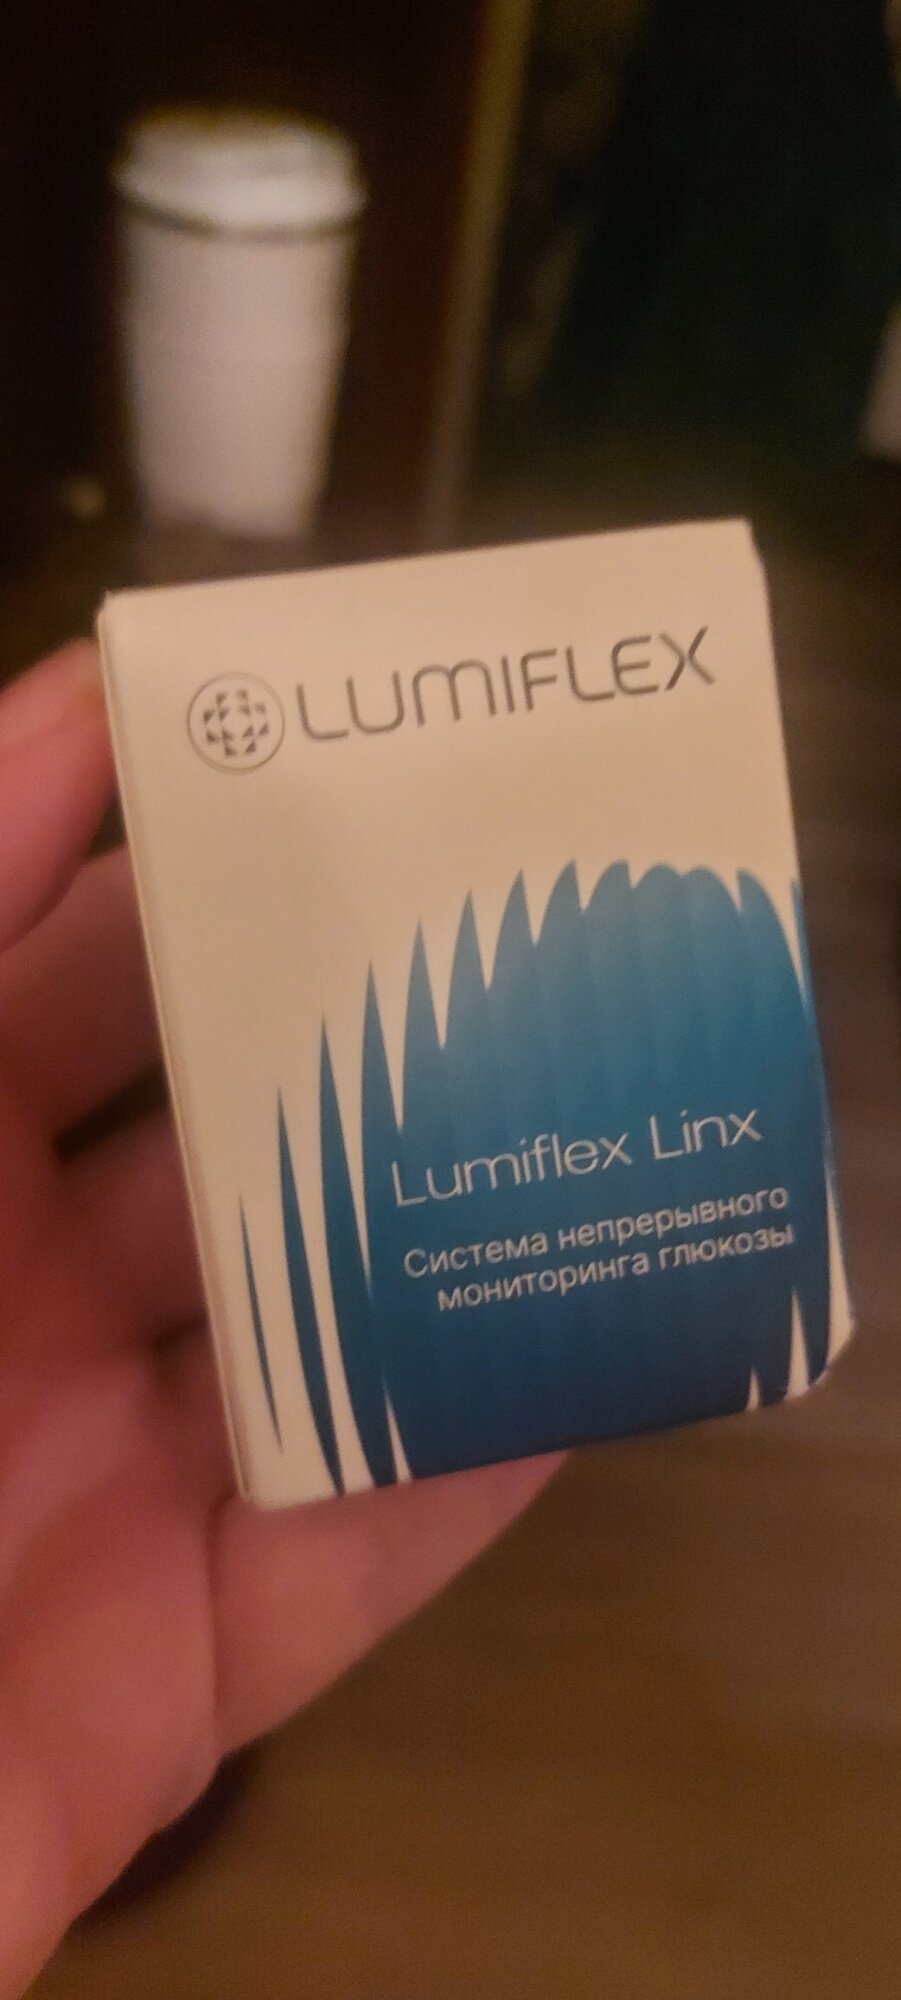 LUMIFLEX
Lumiflex Linx
Система непрерывного
мониторинга глюкозы